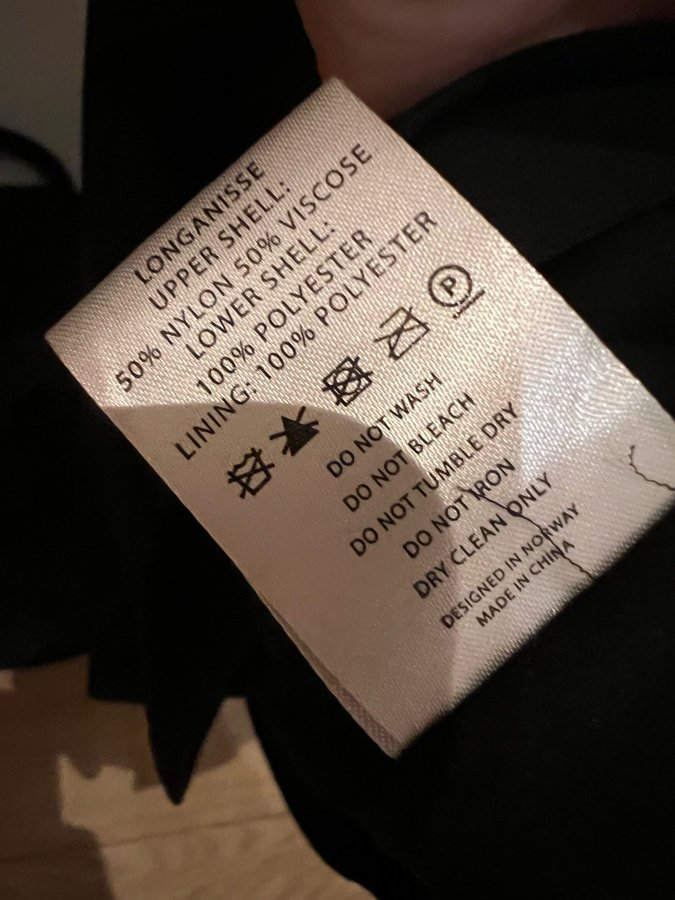 LONGANISSE
UPPER SHELL:
50% NYLON 50% VISCOSE
LOWER SHELL:
100% POLYESTER
LINING: 100% POLYESTER
P
DO NOT WASH
DO NOT BLEACH
DO NOT TUMBLE DRY
DO NOT IRON
DRY CLEAN ONLY
DESIGNED IN NORWAY
MADE IN CHINA